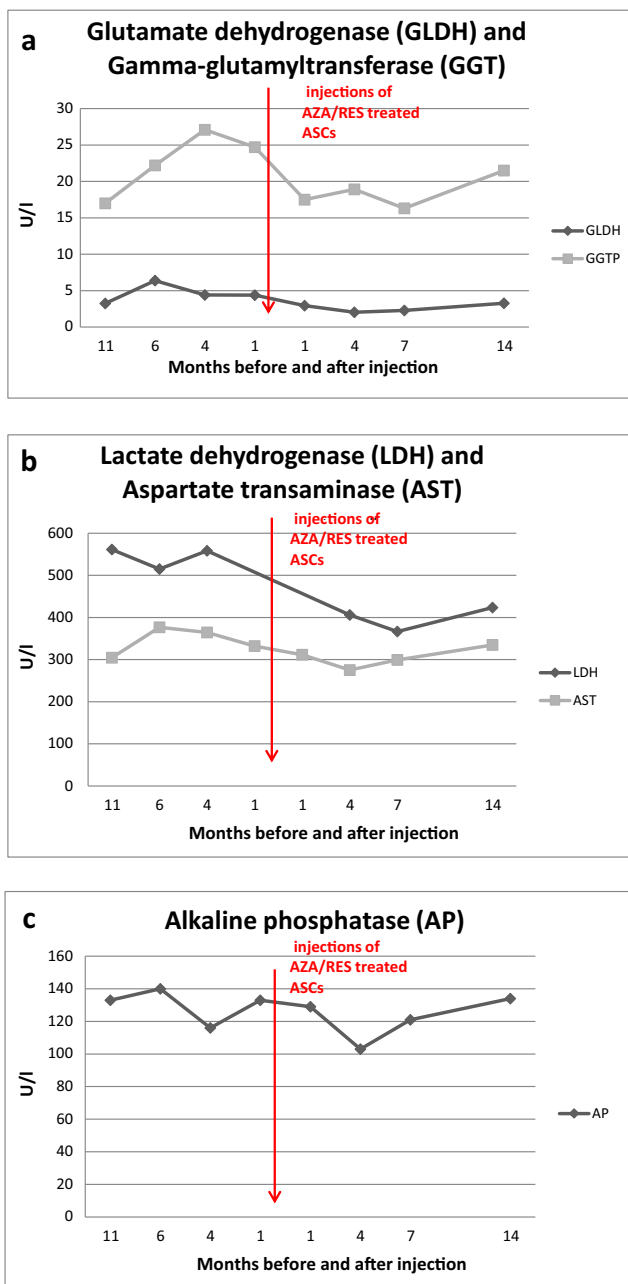 a
Glutamate dehydrogenase (GLDH) and
Gamma-glutamyltransferase (GGT)
injections of
AZA/RES treated
ASCs
30
25
20
15
10
5
0
U/l
11 6 4 1 1 4 7 14
Months before and after injection
GLDH
GGTP
b
Lactate dehydrogenase (LDH) and
Aspartate transaminase (AST)
injections of
AZA/RES treated
ASCs
600
500
400
300
200
100
0
U/l
11 6 4 1 1 4 7 14
Months before and after injection
LDH
AST
c
Alkaline phosphatase (AP)
injections of
AZA/RES treated
ASCs
160
140
120
100
80
60
40
20
0
U/l
11 6 4 1 1 4 7 14
Months before and after injection
AP